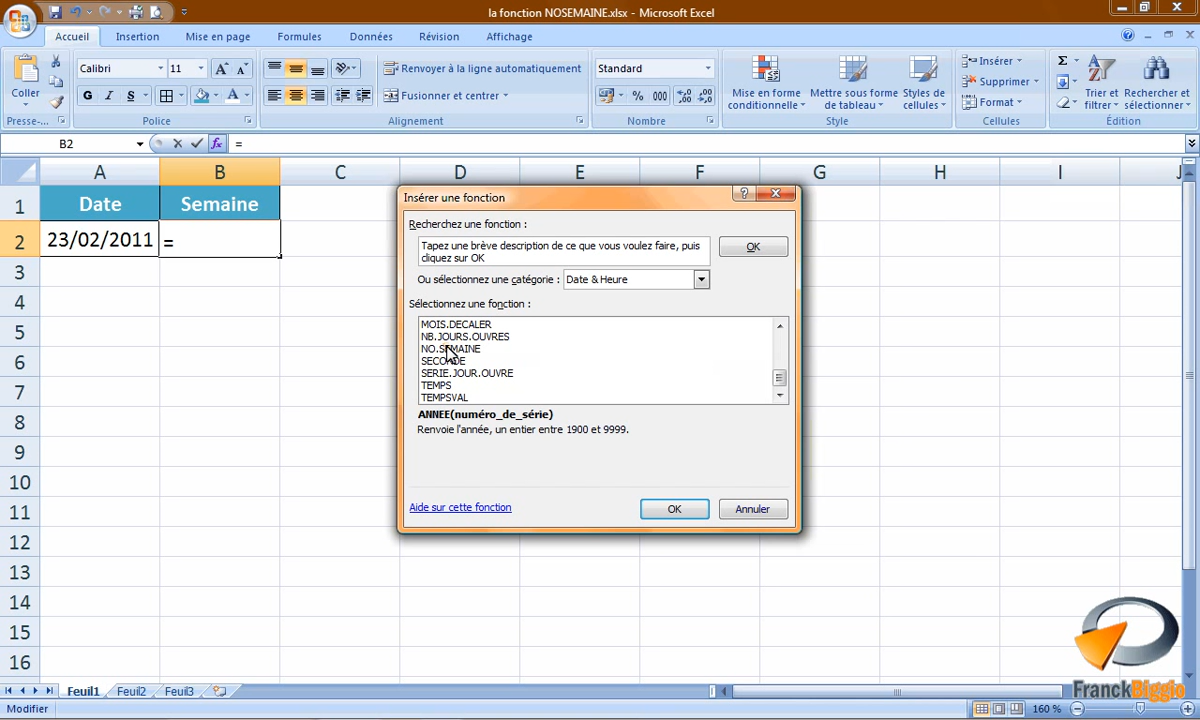 la fonction NOSEMAINE.xlsx - Microsoft Excel
Accueil Insertion Mise en page Formules Données Révision Affichage
Coller
Presse-...
Calibri 11
G I S A A
Police
Renvoyer à la ligne automatiquement
Fusionner et centrer
Alignement
Standard
% 000
Nombre
Mise en forme conditionnelle
Mettre sous forme de tableau
Styles de cellules
Style
Insérer
Supprimer
Format
Cellules
Σ
Trier et filtrer
Rechercher et sélectionner
Édition
B2 fx =
A B C D E F G H I J
1 Date Semaine
2 23/02/2011 =
3
4
5
6
7
8
9
10
11
12
13
14
15
16
Insérer une fonction
Recherchez une fonction :
Tapez une brève description de ce que vous voulez faire, puis
cliquez sur OK
OK
Ou sélectionnez une catégorie : Date & Heure
Sélectionnez une fonction :
MOIS.DECALER
NB.JOURS.OUVRES
NO.SEMAINE
SECONDE
SERIE.JOUR.OUVRE
TEMPS
TEMPSVAL
ANNEE(numéro_de_série)
Renvoie l'année, un entier entre 1900 et 9999.
Aide sur cette fonction OK Annuler
FranckBiggio
Feuil1 Feuil2 Feuil3
Modifier 160 %